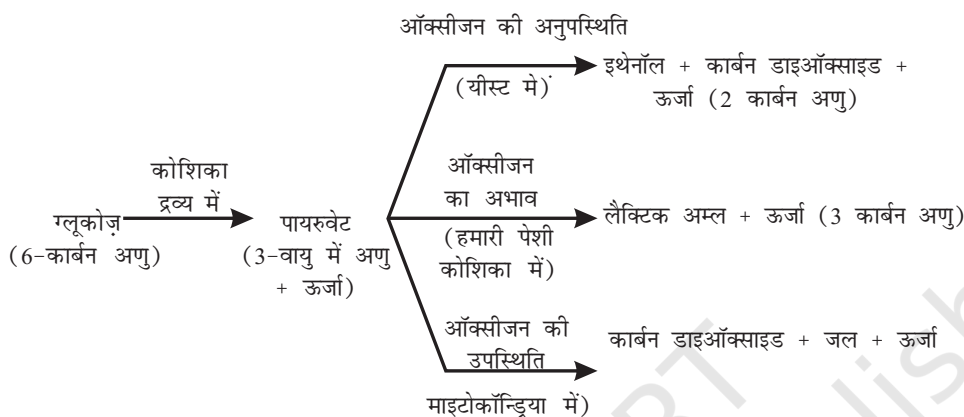 ऑक्सीजन की अनुपस्थिति
(यीस्ट में)
इथेनॉल + कार्बन डाइऑक्साइड +
ऊर्जा (2 कार्बन अणु)
कोशिका
द्रव्य में
ग्लूकोज़
(6-कार्बन अणु)
पायरुवेट
(3-वायु में अणु
+ ऊर्जा)
ऑक्सीजन
का अभाव
(हमारी पेशी
कोशिका में)
लैक्टिक अम्ल + ऊर्जा (3 कार्बन अणु)
ऑक्सीजन की
उपस्थिति
माइटोकॉन्ड्रिया में)
कार्बन डाइऑक्साइड + जल + ऊर्जा